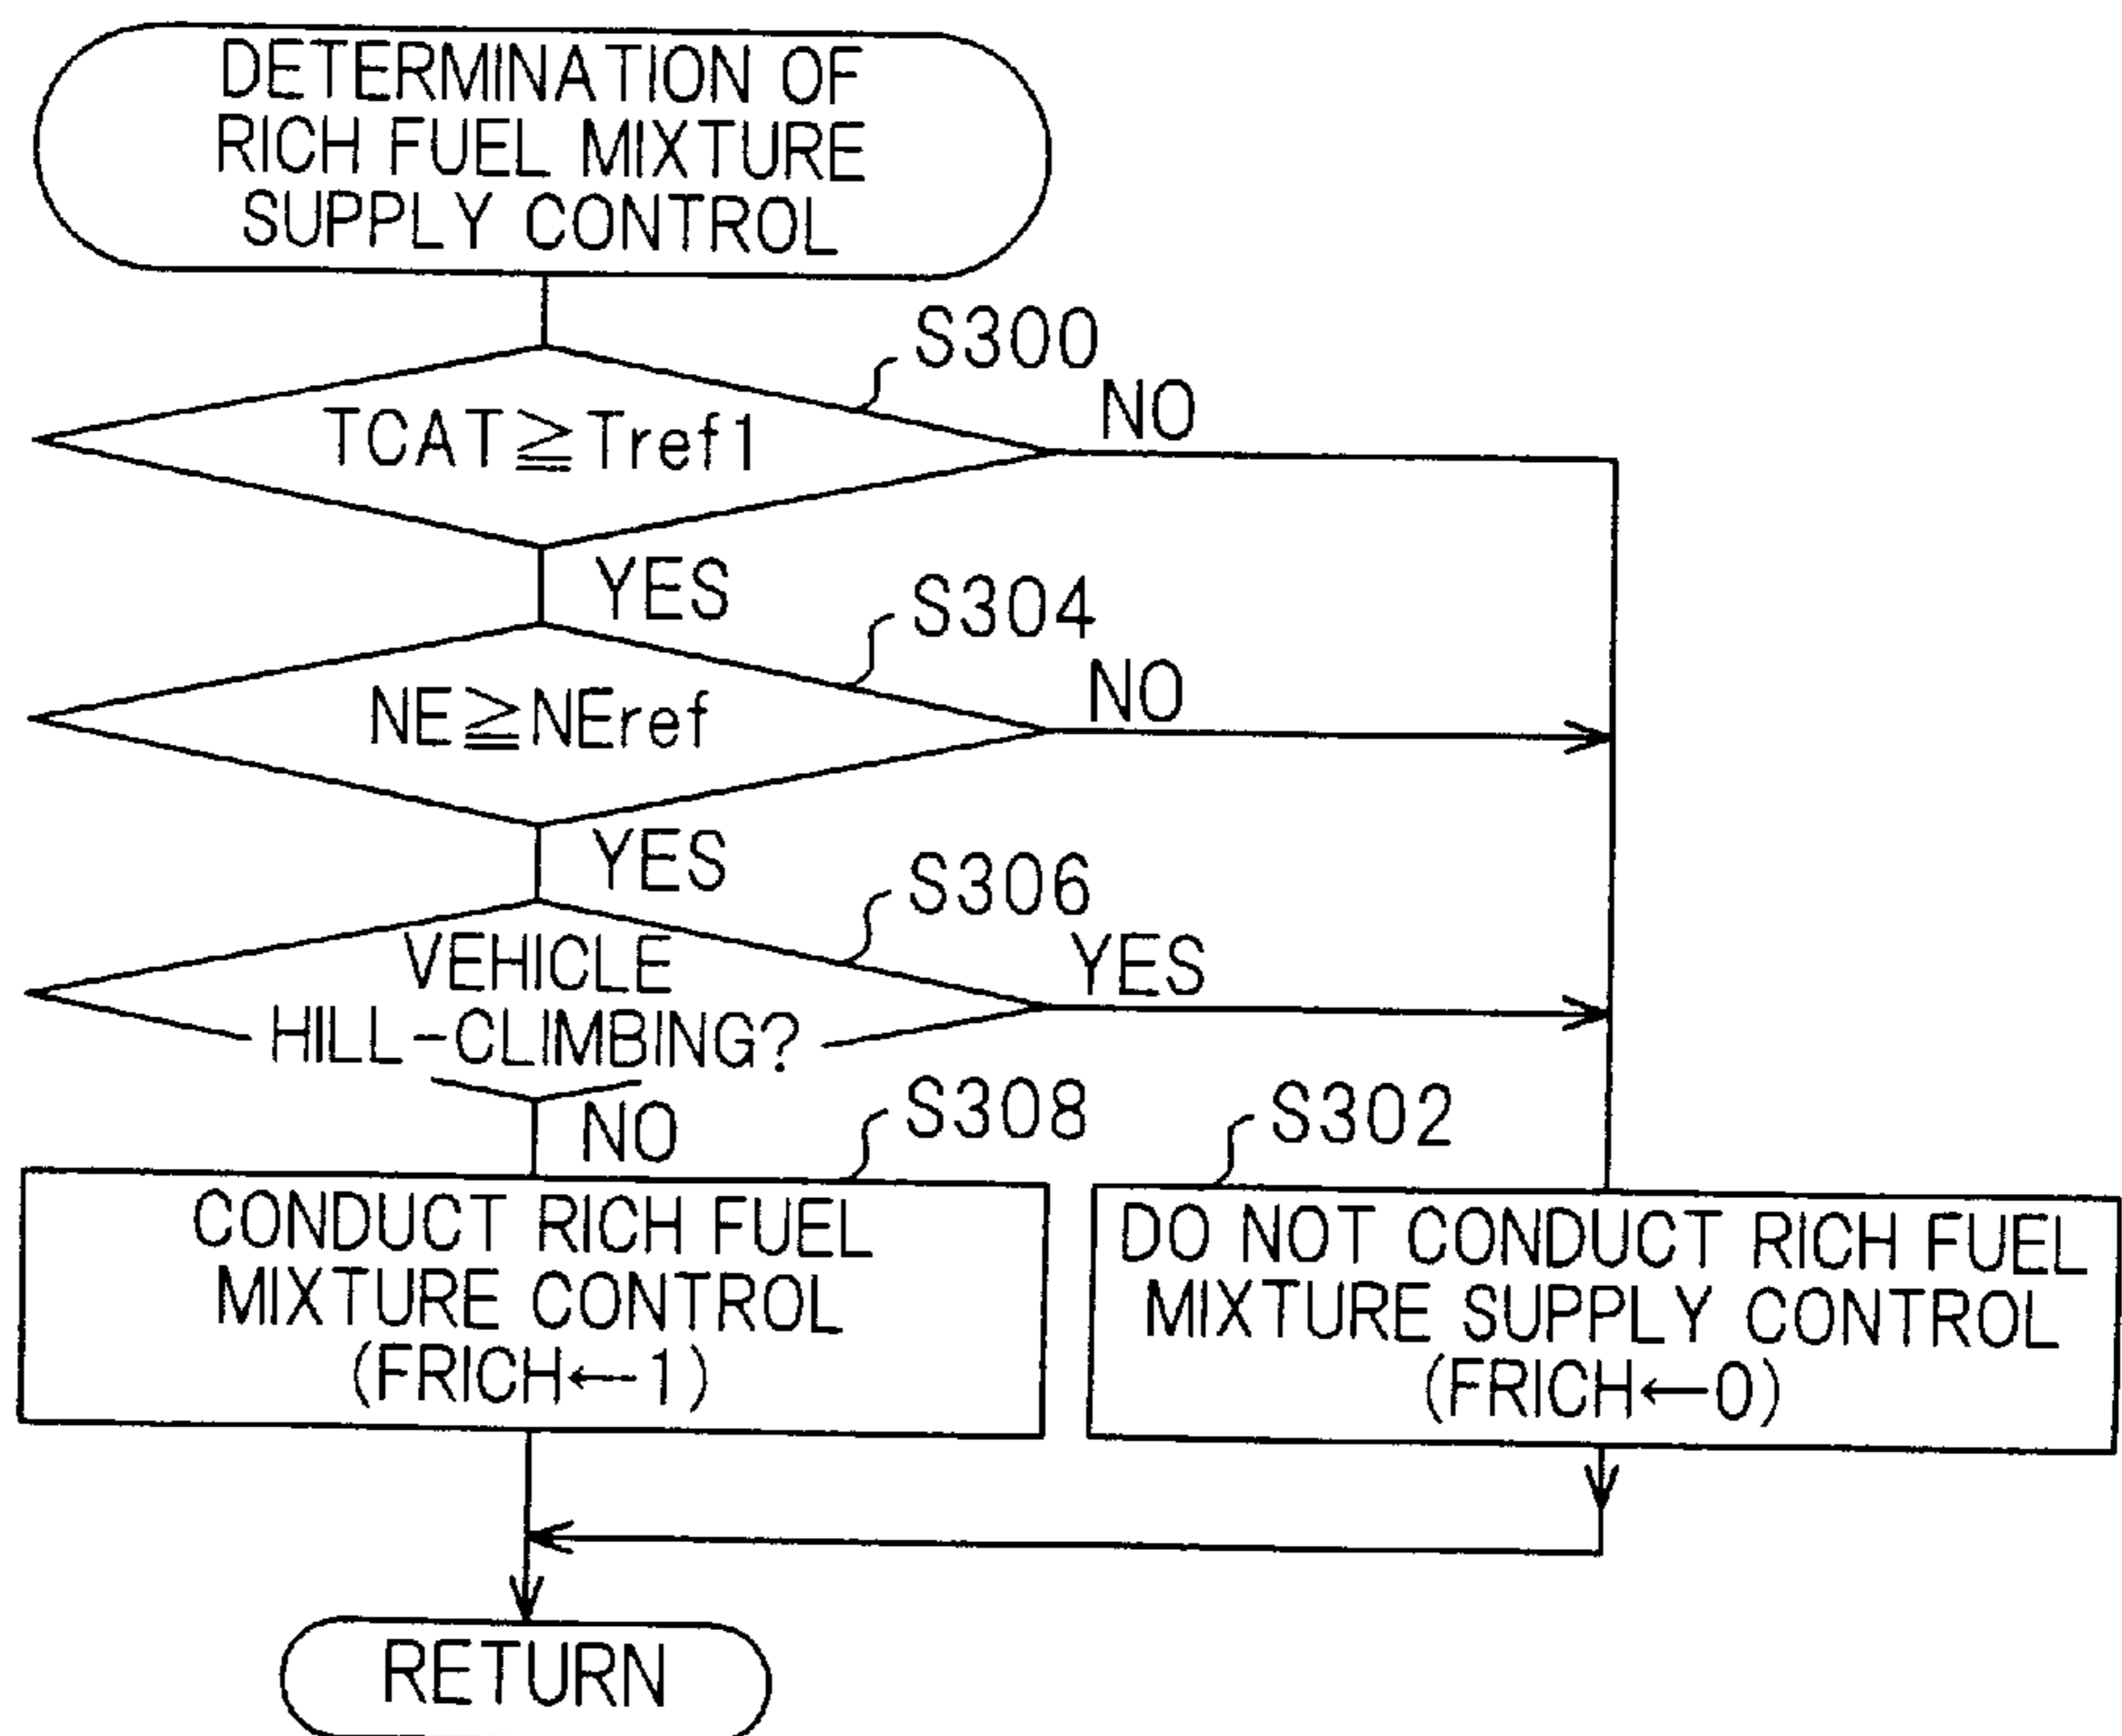 DETERMINATION OF
RICH FUEL MIXTURE
SUPPLY CONTROL
S300
TCAT≧Tref1
NO
YES
S304
NE≧NEref
NO
YES
S306
VEHICLE
HILL-CLIMBING?
YES
NO
S308
CONDUCT RICH FUEL
MIXTURE CONTROL
(FRICH←1)
S302
DO NOT CONDUCT RICH FUEL
MIXTURE SUPPLY CONTROL
(FRICH←0)
RETURN